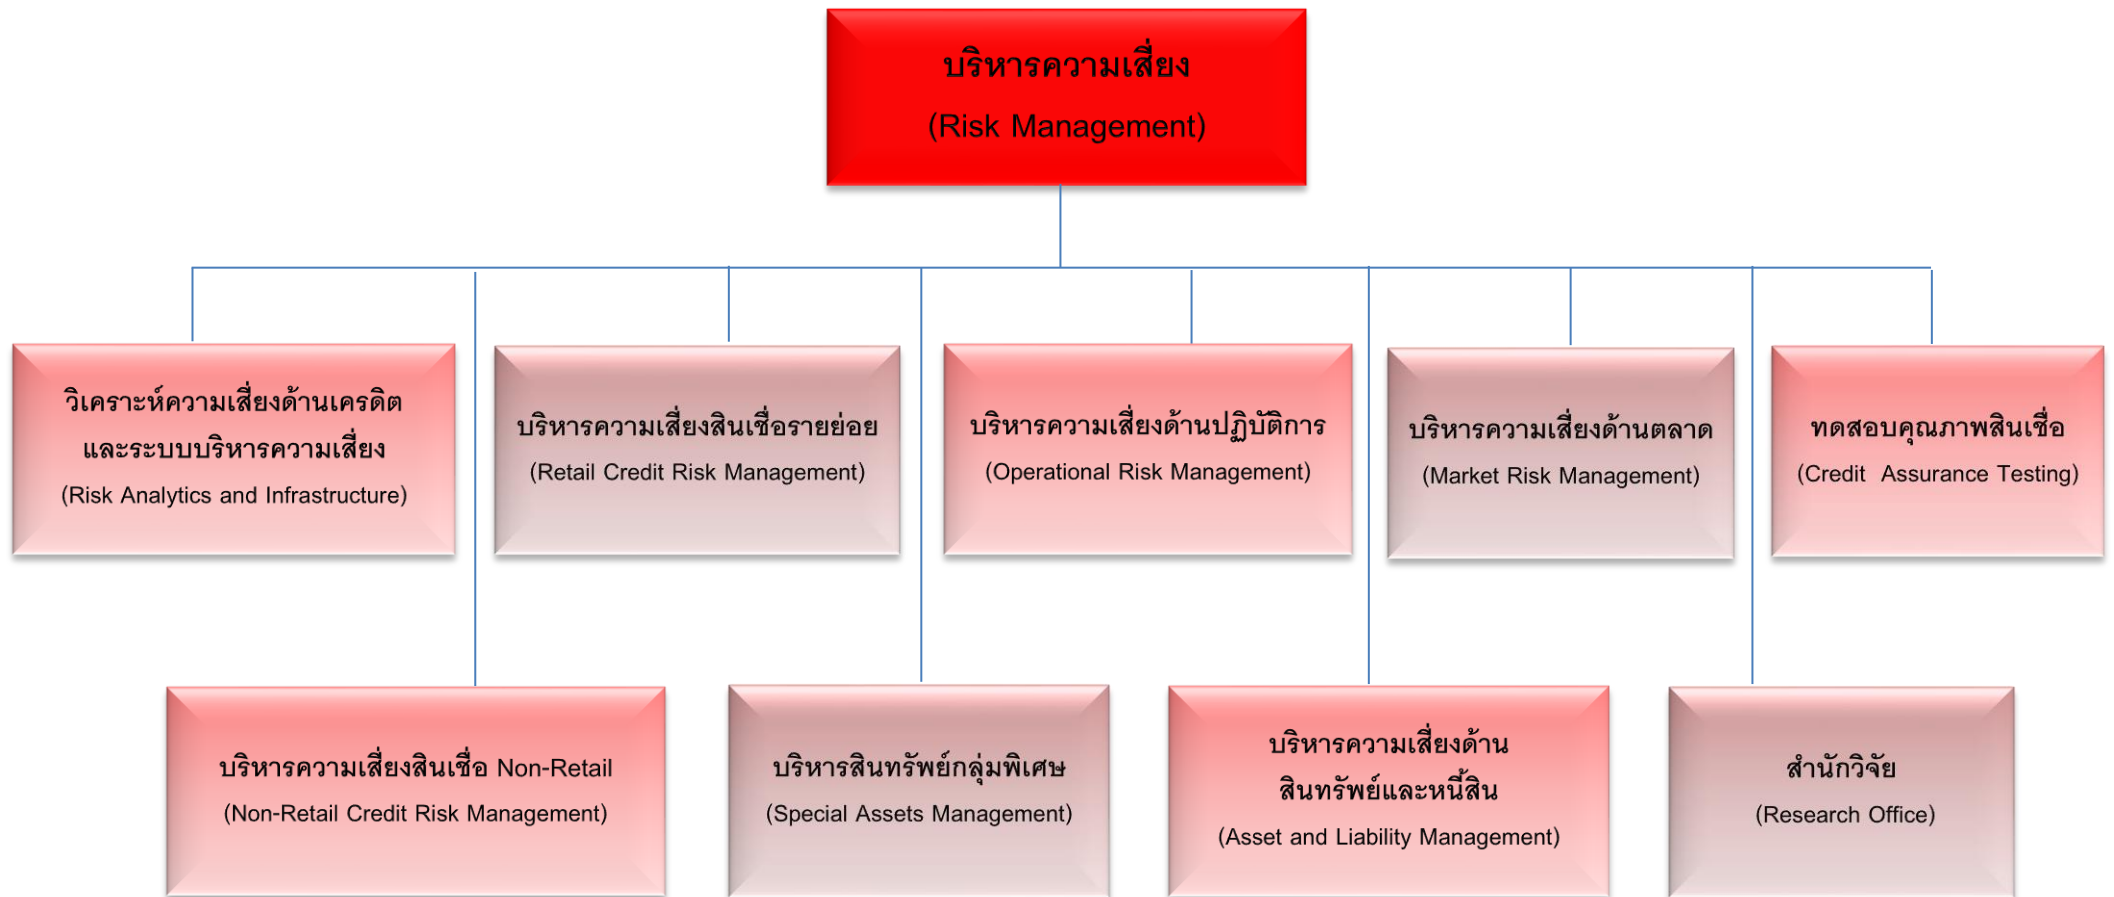 บริหารความเสี่ยง
(Risk Management)
วิเคราะห์ความเสี่ยงด้านเครดิต
และระบบบริหารความเสี่ยง
(Risk Analytics and Infrastructure)
บริหารความเสี่ยงสินเชื่อรายย่อย
(Retail Credit Risk Management)
บริหารความเสี่ยงด้านปฏิบัติการ
(Operational Risk Management)
บริหารความเสี่ยงด้านตลาด
(Market Risk Management)
ทดสอบคุณภาพสินเชื่อ
(Credit Assurance Testing)
บริหารความเสี่ยงสินเชื่อ Non-Retail
(Non-Retail Credit Risk Management)
บริหารสินทรัพย์กลุ่มพิเศษ
(Special Assets Management)
บริหารความเสี่ยงด้าน
สินทรัพย์และหนี้สิน
(Asset and Liability Management)
สำนักวิจัย
(Research Office)